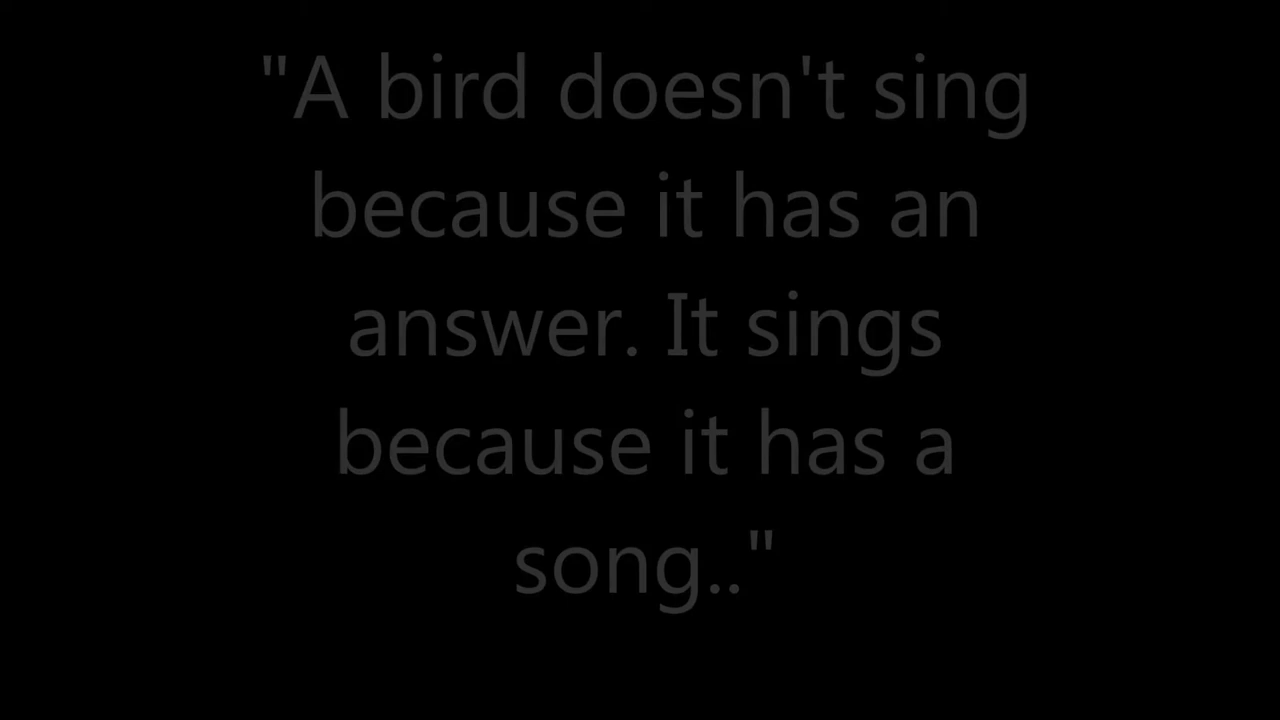 "A bird doesn't sing
because it has an
answer. It sings
because it has a
song.."